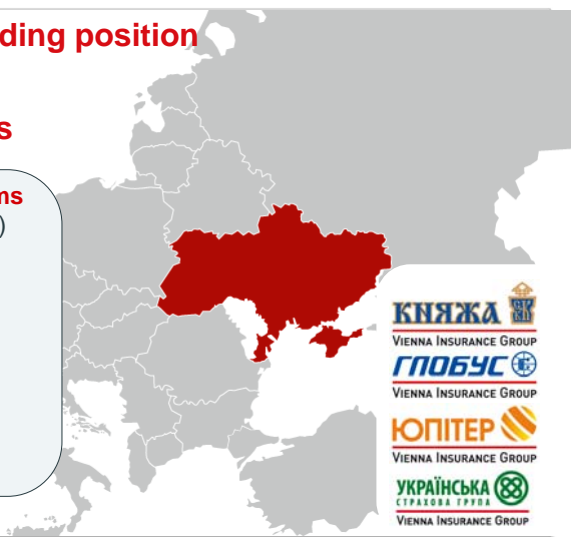 ding position
s
ms
)
КНЯЖА
VIENNA INSURANCE GROUP
ГЛОБУС
VIENNA INSURANCE GROUP
ЮПІТЕР
VIENNA INSURANCE GROUP
УКРАЇНСЬКА
СТРАХОВА ГРУПА
VIENNA INSURANCE GROUP